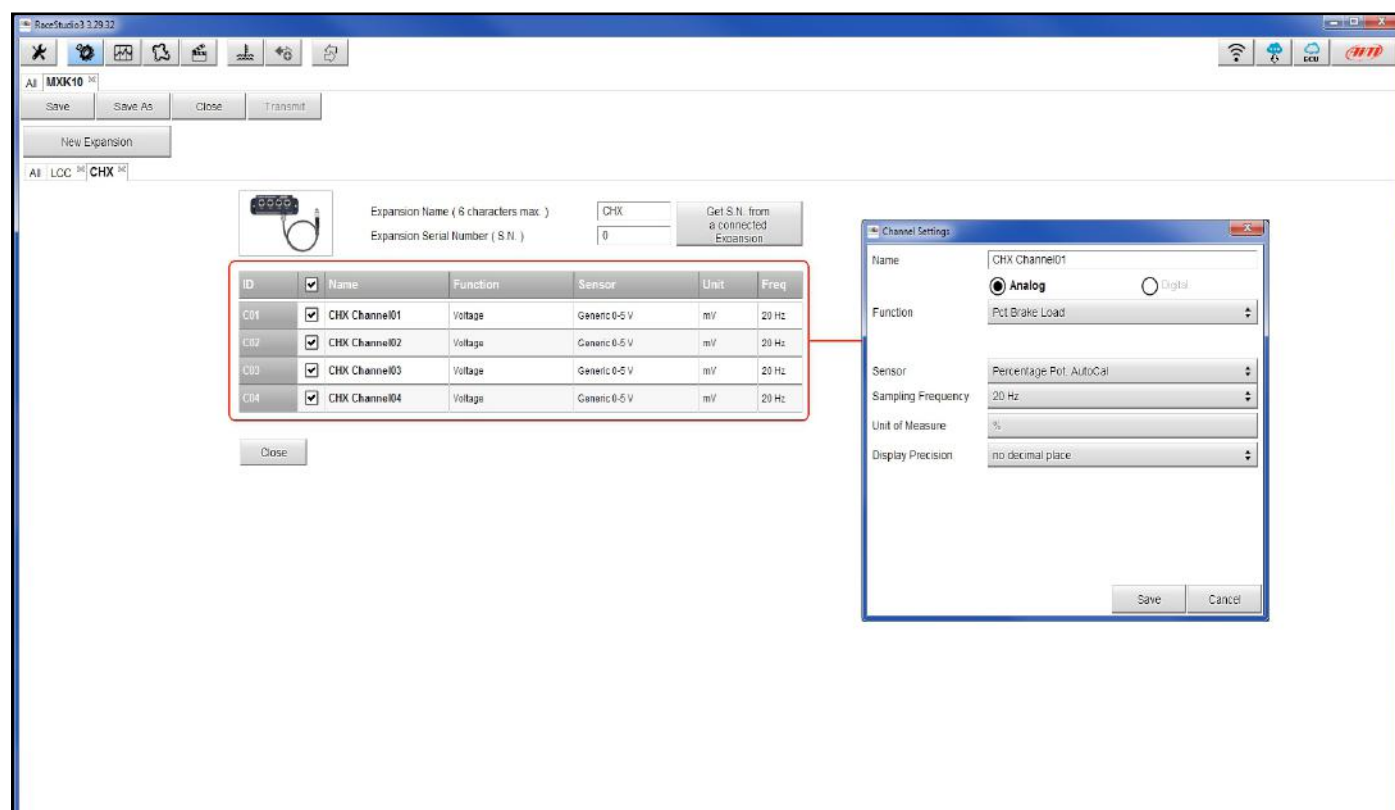 RaceStudio3 3.29.32
ECU
AiM
All MXK10
Save Save As Close Transmit
New Expansion
All LCC CHX
Expansion Name ( 6 characters max. ) CHX
Expansion Serial Number ( S.N. ) 0
Get S.N. from
a connected
Expansion
ID Name Function Sensor Unit Freq
C01 CHX Channel01 Voltage Generic 0-5 V mV 20 Hz
C02 CHX Channel02 Voltage Generic 0-5 V mV 20 Hz
C03 CHX Channel03 Voltage Generic 0-5 V mV 20 Hz
C04 CHX Channel04 Voltage Generic 0-5 V mV 20 Hz
Close
Channel Settings
Name CHX Channel01
Analog Digital
Function Pct Brake Load
Sensor Percentage Pot. AutoCal
Sampling Frequency 20 Hz
Unit of Measure %
Display Precision no decimal place
Save Cancel